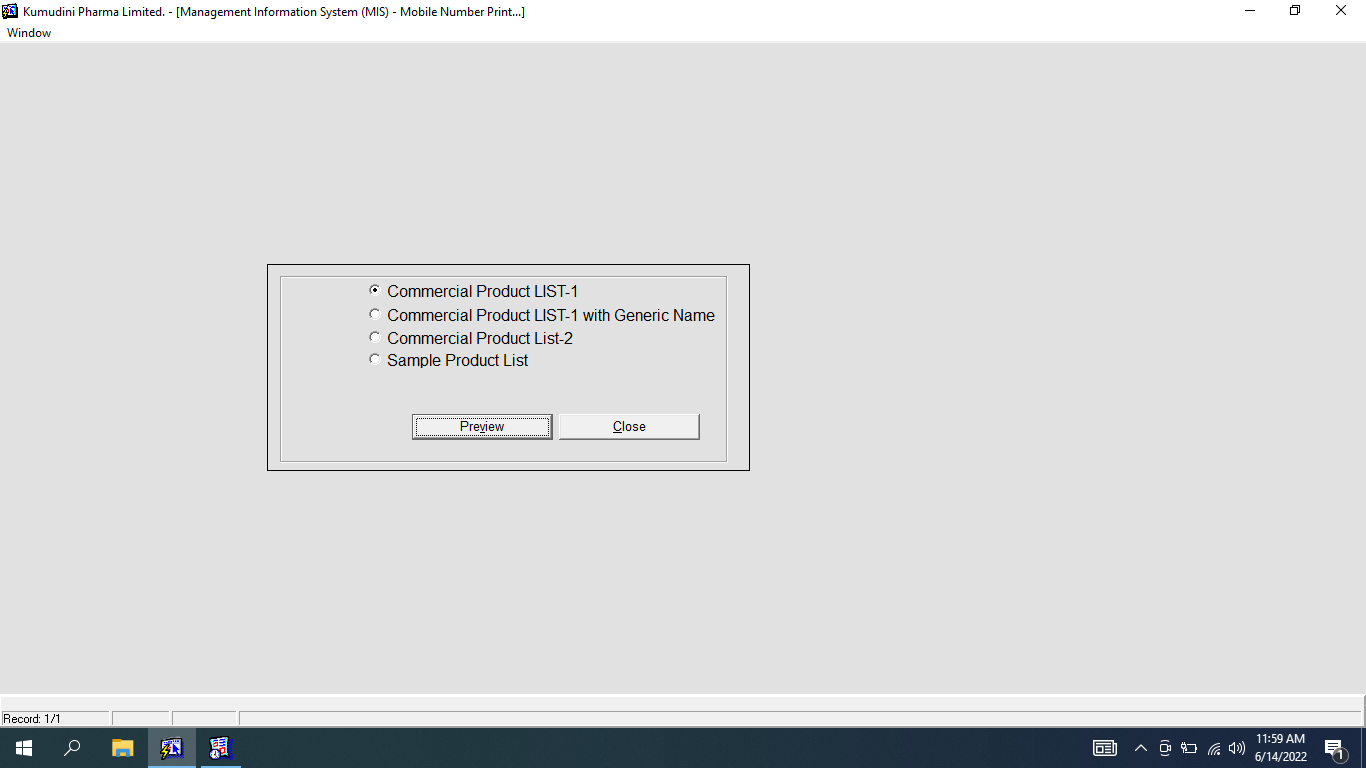 Kumudini Pharma Limited. - [Management Information System (MIS) - Mobile Number Print...]
Window
Commercial Product LIST-1
Commercial Product LIST-1 with Generic Name
Commercial Product List-2
Sample Product List
Preview Close
Record: 1/1
11:59 AM
6/14/2022
1